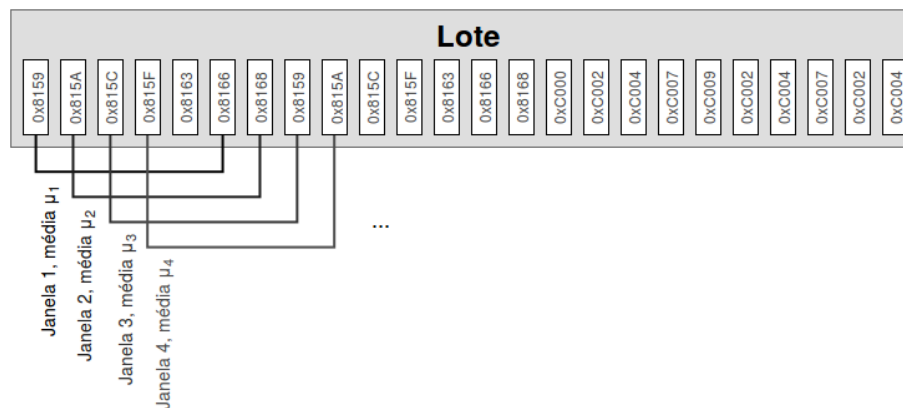 Lote
0x8159
0x815A
0x815C
0x815F
0x8163
0x8166
0x8168
0x8159
0x815A
0x815C
0x815F
0x8163
0x8166
0x8168
0xC000
0xC002
0xC004
0xC007
0xC009
0xC002
0xC004
0xC007
0xC002
0xC004
...
Janela 1, média μ1
Janela 2, média μ2
Janela 3, média μ3
Janela 4, média μ4